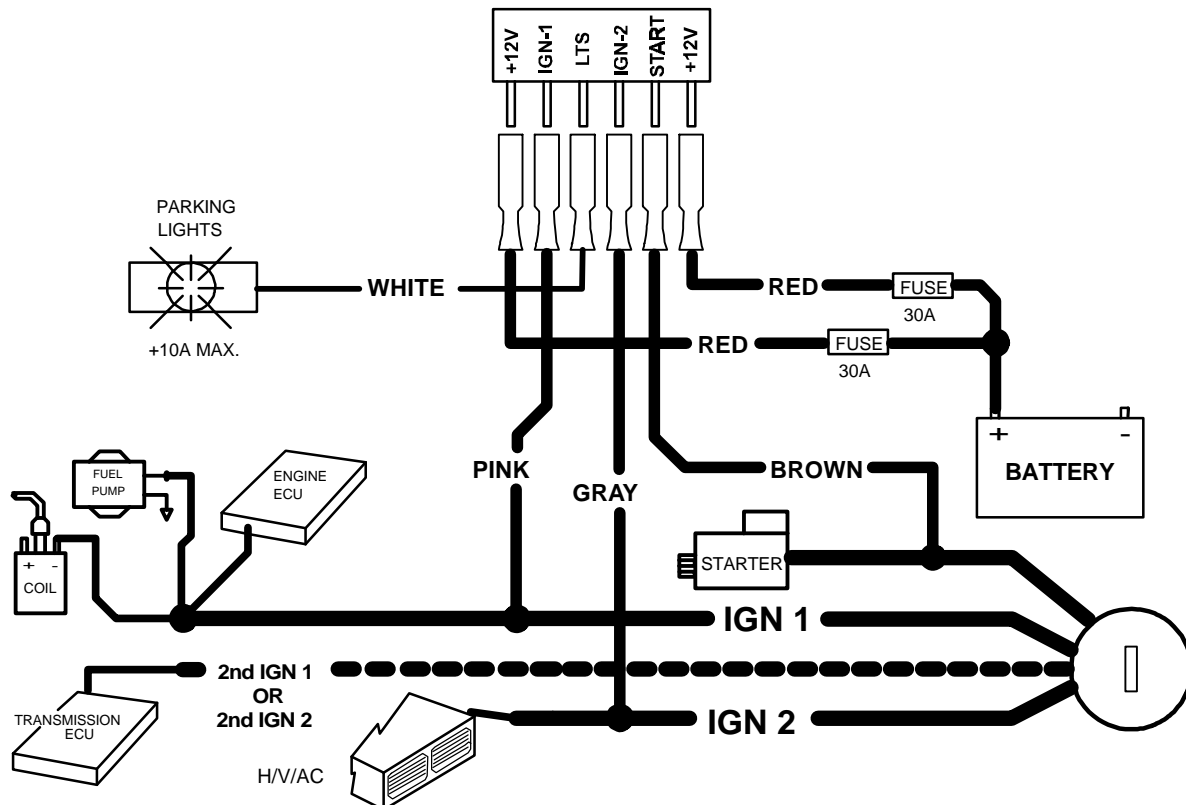 +12V
IGN-1
LTS
IGN-2
START
+12V
PARKING
LIGHTS
+10A MAX.
WHITE
RED
FUSE
30A
RED
FUSE
30A
+ -
BATTERY
PINK
GRAY
BROWN
FUEL
PUMP
ENGINE
ECU
+ -
COIL
STARTER
IGN 1
2nd IGN 1
OR
2nd IGN 2
TRANSMISSION
ECU
IGN 2
H/V/AC